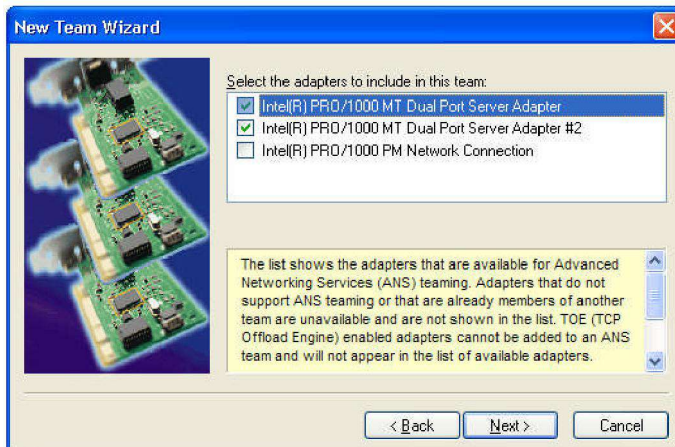 New Team Wizard
Select the adapters to include in this team:
Intel(R) PRO/1000 MT Dual Port Server Adapter
Intel(R) PRO/1000 MT Dual Port Server Adapter #2
Intel(R) PRO/1000 PM Network Connection
The list shows the adapters that are available for Advanced
Networking Services (ANS) teaming. Adapters that do not
support ANS teaming or that are already members of another
team are unavailable and are not shown in the list. TOE (TCP
Offload Engine) enabled adapters cannot be added to an ANS
team and will not appear in the list of available adapters.
< Back
Next >
Cancel